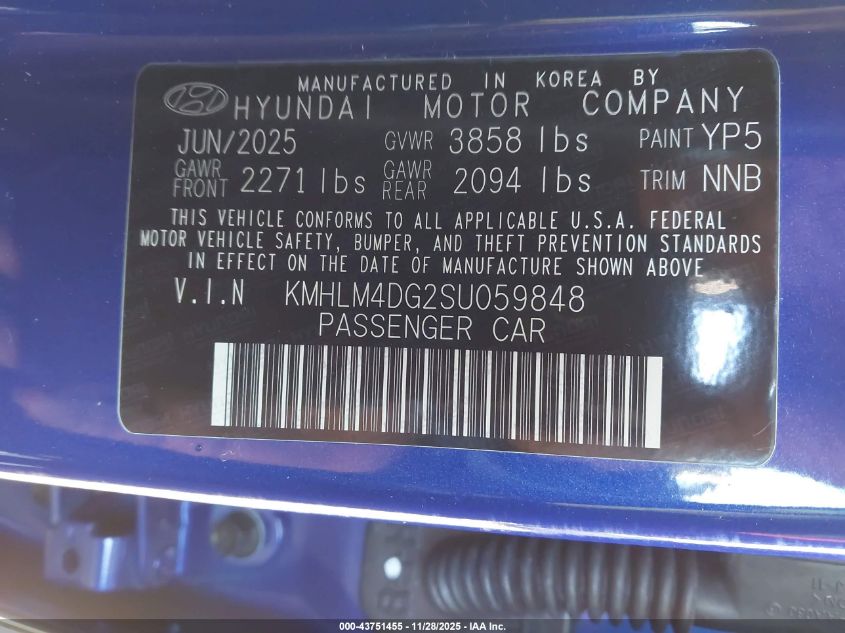 MANUFACTURED IN KOREA BY
HYUNDAI MOTOR COMPANY
JUN/2025 GVWR 3858 lbs PAINT YP5
GAWR FRONT 2271 lbs GAWR REAR 2094 lbs TRIM NNB
THIS VEHICLE CONFORMS TO ALL APPLICABLE U.S.A. FEDERAL
MOTOR VEHICLE SAFETY, BUMPER, AND THEFT PREVENTION STANDARDS
IN EFFECT ON THE DATE OF MANUFACTURE SHOWN ABOVE
V.I.N KMHLM4DG2SU059848
PASSENGER CAR
000-43751455 - 11/28/2025 - IAA Inc.